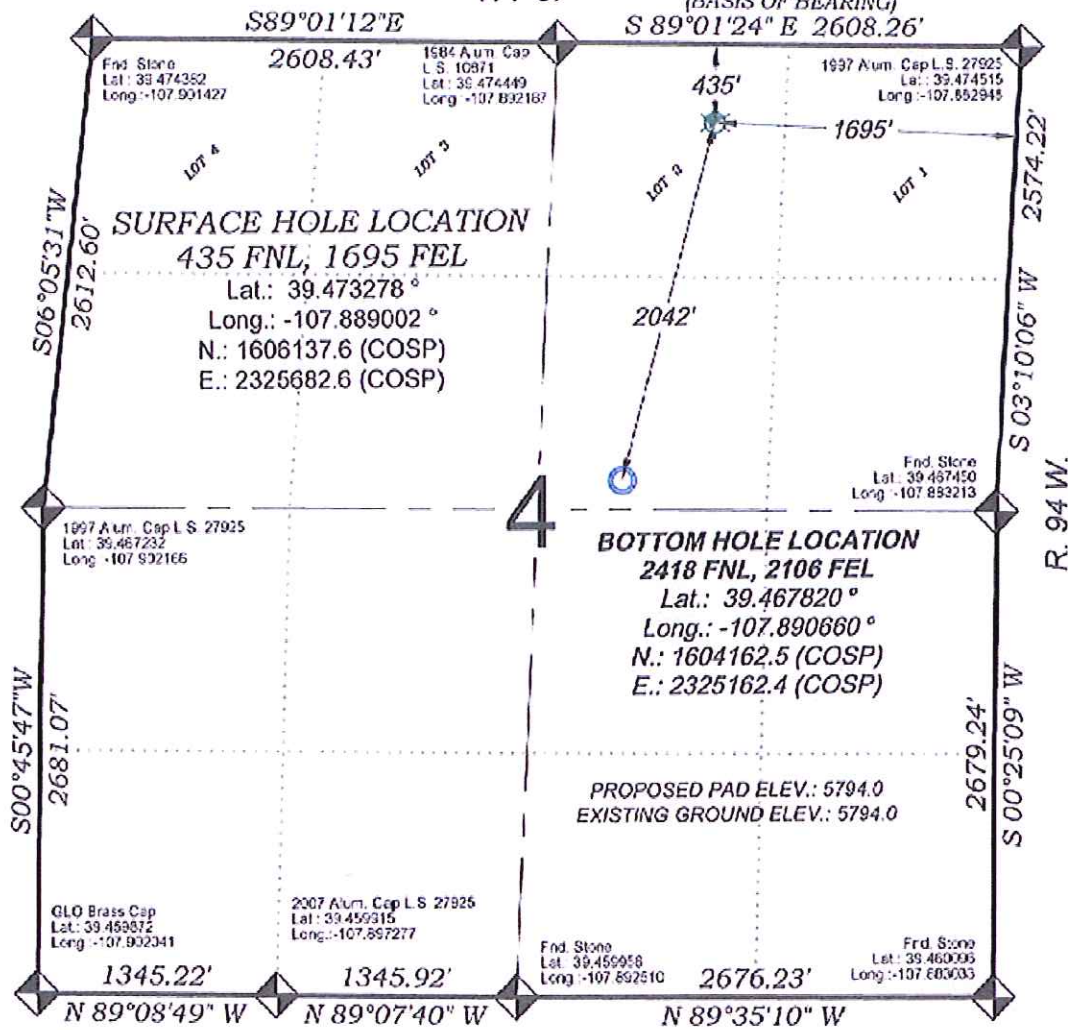 (BASIS OF BEARING)
S89°01'12"E
S 89°01'24" E 2608.26'
2608.43'
Fnd. Stone
Lat.: 39.474382
Long.:-107.901427
1984 Alum. Cap
L.S. 10871
Lat.: 39.474449
Long.:-107.892187
1997 Alum. Cap L.S. 27925
Lat.: 39.474515
Long.:-107.882948
435'
1695'
LOT 4
LOT 3
LOT 2
LOT 1
2574.22'
S 03°10'06" W
S06°05'31"W
2612.60'
SURFACE HOLE LOCATION
435 FNL, 1695 FEL
Lat.: 39.473278 °
Long.: -107.889002 °
N.: 1606137.6 (COSP)
E.: 2325682.6 (COSP)
2042'
Fnd. Stone
Lat.: 39.467450
Long.:-107.883213
R. 94 W.
4
1997 Alum. Cap L.S. 27925
Lat.: 39.467232
Long.:-107.902166
BOTTOM HOLE LOCATION
2418 FNL, 2106 FEL
Lat.: 39.467820 °
Long.: -107.890660 °
N.: 1604162.5 (COSP)
E.: 2325162.4 (COSP)
S00°45'47"W
2681.07'
2679.24'
S 00°25'09" W
PROPOSED PAD ELEV.: 5794.0
EXISTING GROUND ELEV.: 5794.0
GLO Brass Cap
Lat.: 39.459872
Long.:-107.902341
2007 Alum. Cap L.S. 27925
Lat.: 39.459915
Long.:-107.897277
Fnd. Stone
Lat.: 39.459958
Long.:-107.892510
Fnd. Stone
Lat.: 39.460096
Long.:-107.883033
1345.22'
1345.92'
2676.23'
N 89°08'49" W
N 89°07'40" W
N 89°35'10" W